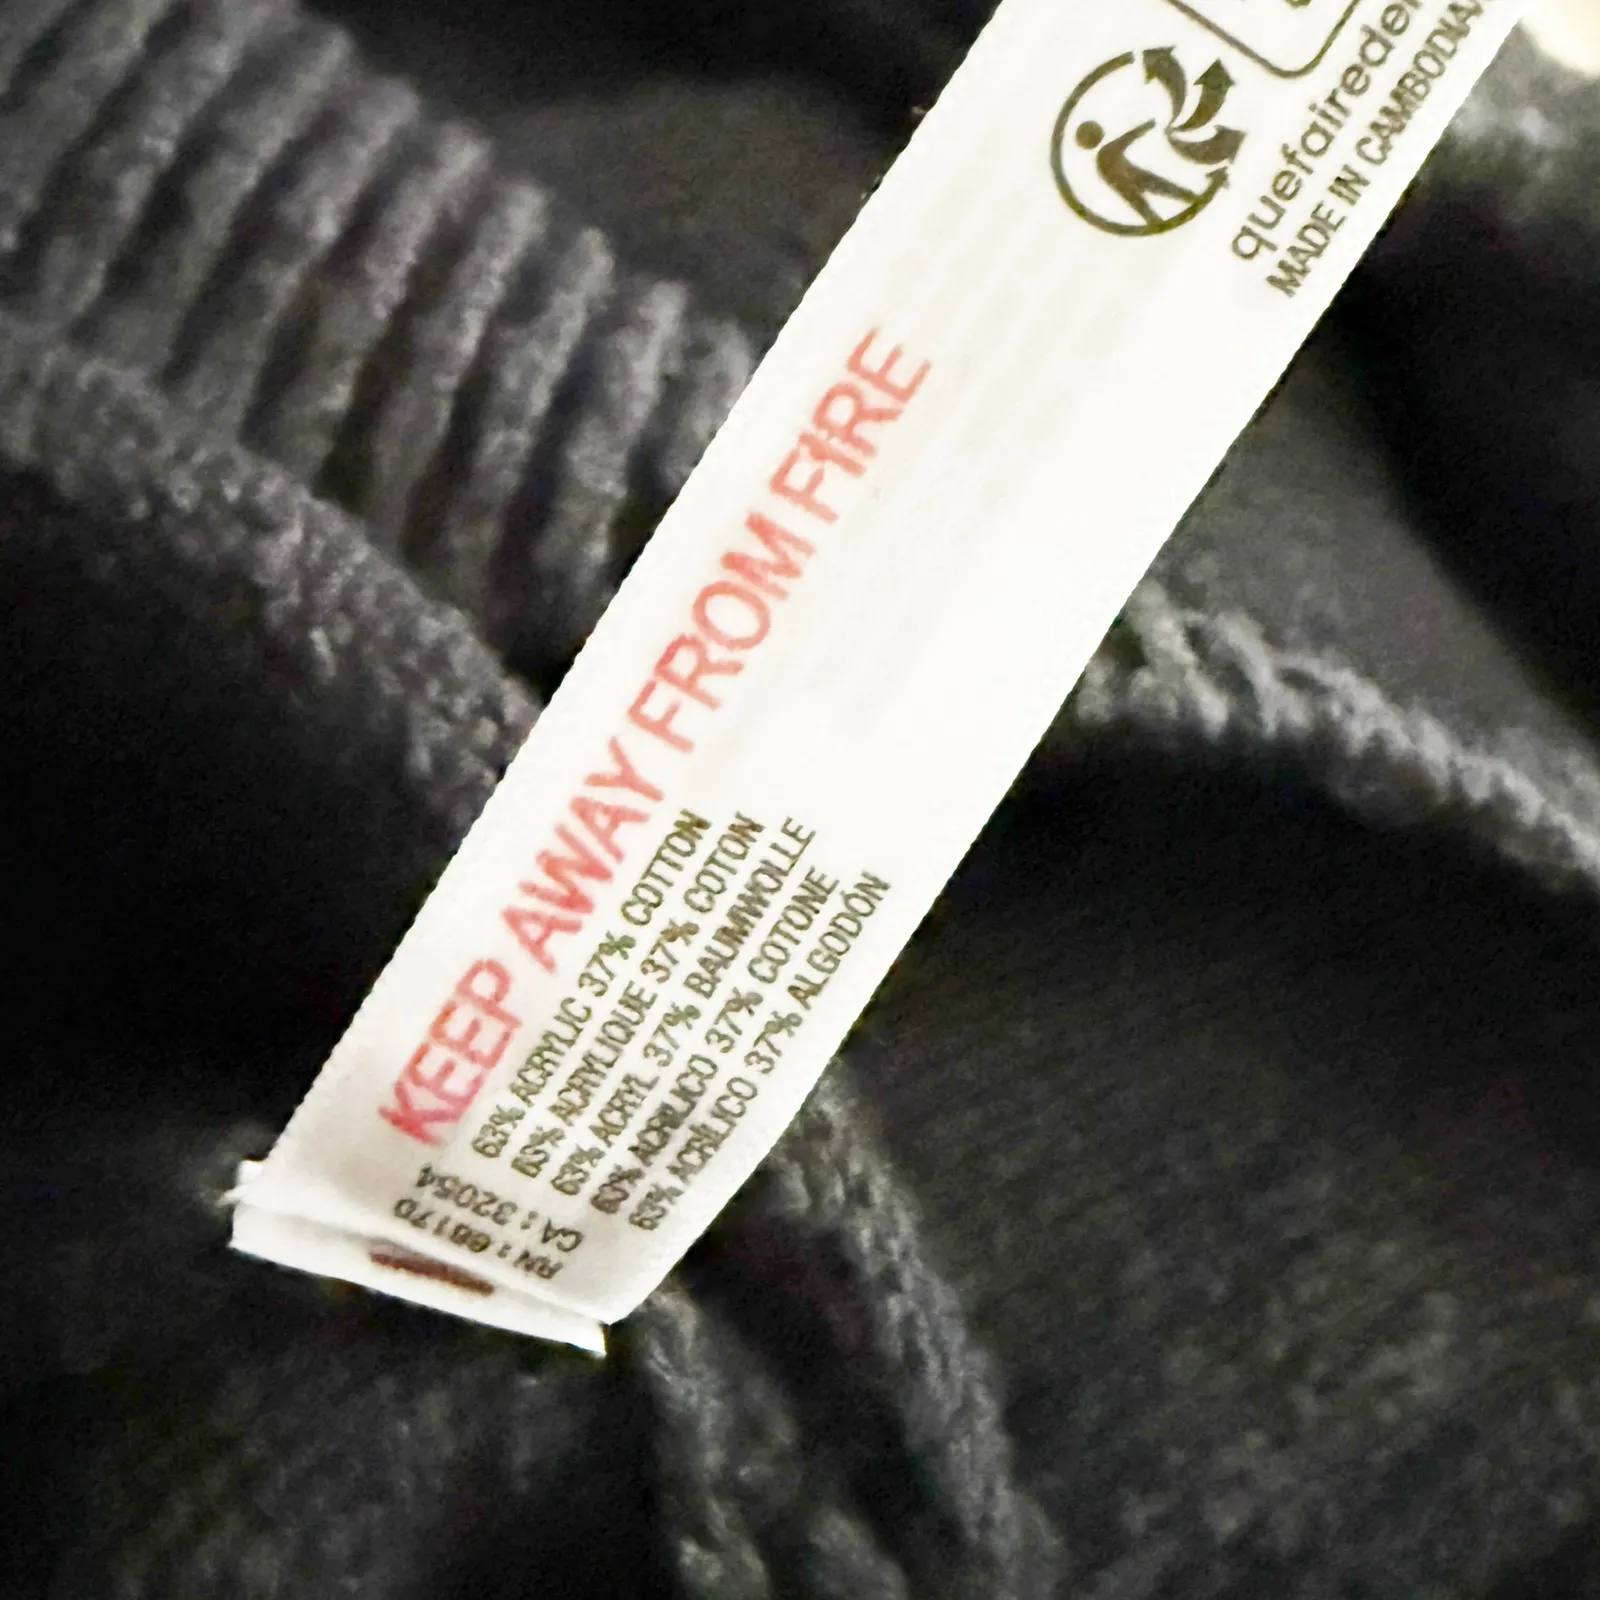 quefairedem
MADE IN CAMBODIA/
KEEP AWAY FROM FIRE
63% ACRYLIC 37% COTTON
63% ACRYLIQUE 37% COTON
63% ACRYL 37% BAUMWOLLE
63% ACRILICO 37% COTONE
63% ACRÍLICO 37% ALGODÓN
CA : 32054
RN : 66170